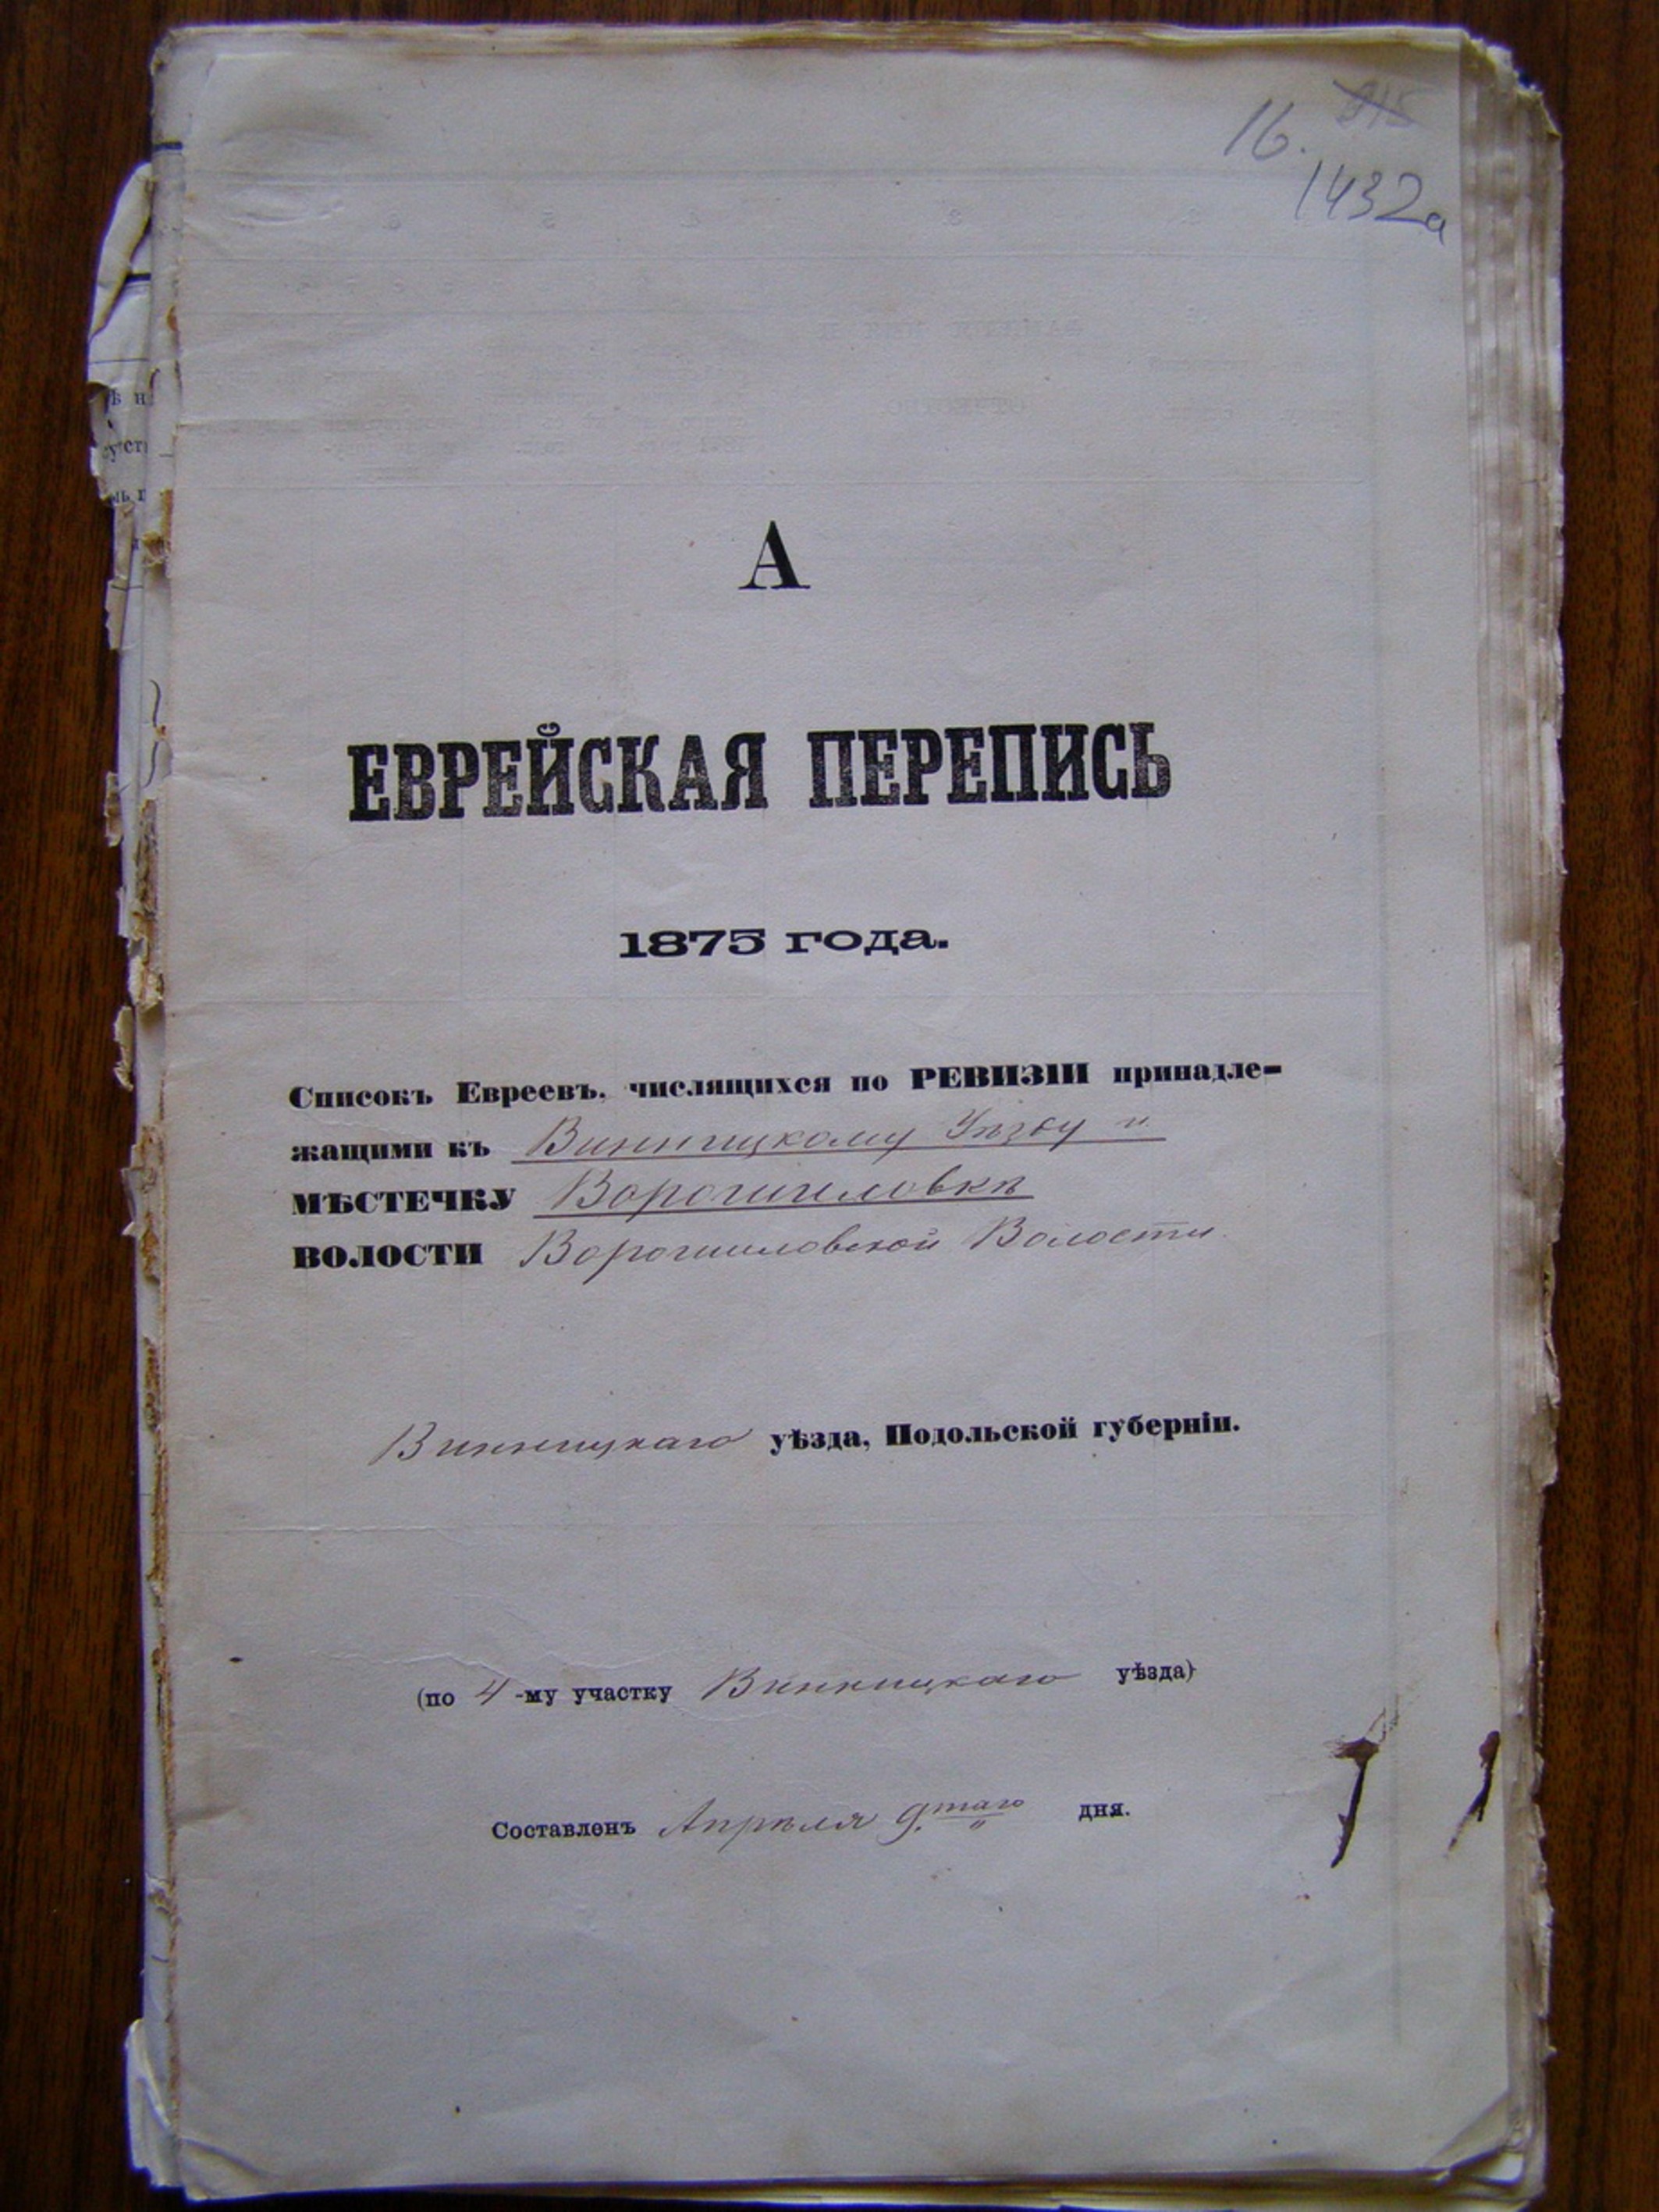 16.
1432а
А
ЕВРЕЙСКАЯ ПЕРЕПИСЬ
1875 года.
Списокъ Евреевъ, числящихся по РЕВИЗІИ принадле-
жащими къ Винницкому Уѣзду и
МѢСТЕЧКУ Ворошиловкѣ
ВОЛОСТИ Ворошиловской Волости
Винницкаго уѣзда, Подольской губерніи.
(по 4-му участку Винницкаго уѣзда)
Составленъ Апрѣля 9.таго дня.